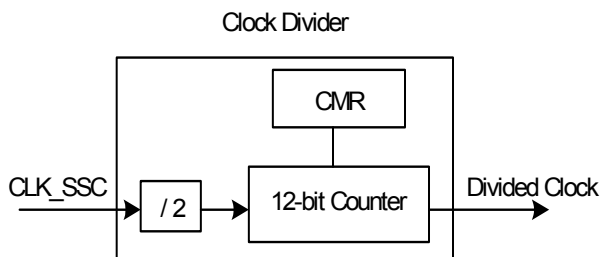 Clock Divider
CMR
CLK_SSC
/ 2
12-bit Counter
Divided Clock